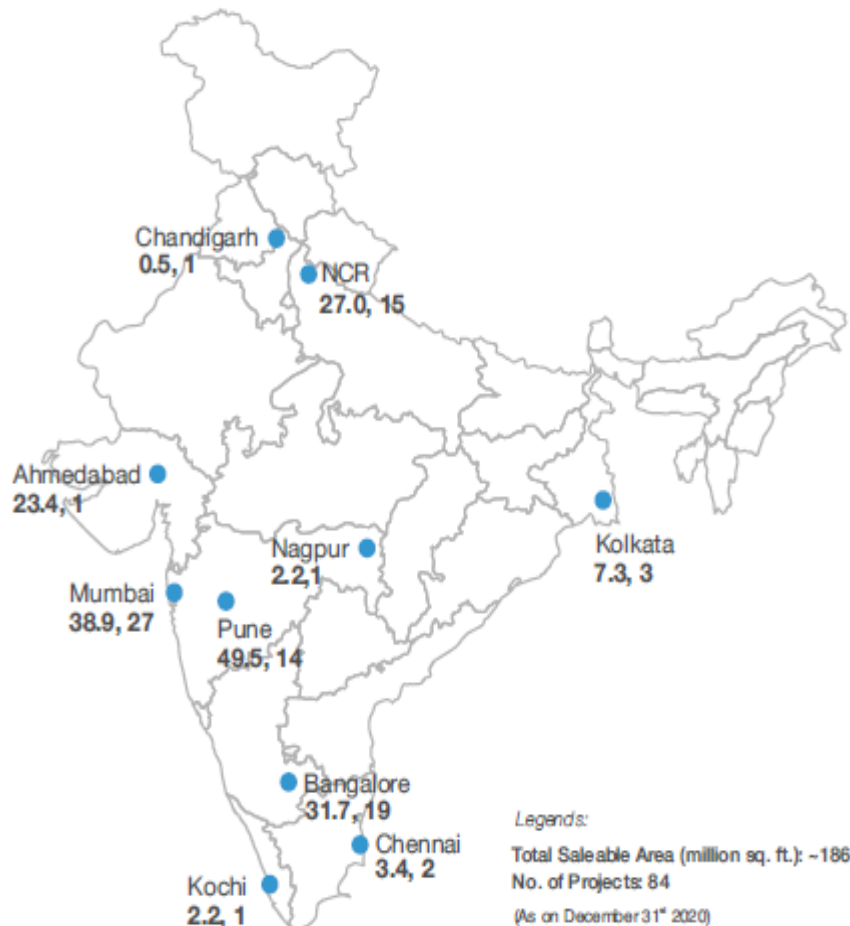 Chandigarh
0.5, 1
NCR
27.0, 15
Ahmedabad
23.4, 1
Nagpur
2.2,1
Kolkata
7.3, 3
Mumbai
38.9, 27
Pune
49.5, 14
Bangalore
31.7, 19
Chennai
3.4, 2
Kochi
2.2, 1
Legends:
Total Saleable Area (million sq. ft.): ~186
No. of Projects: 84
(As on December 31st 2020)